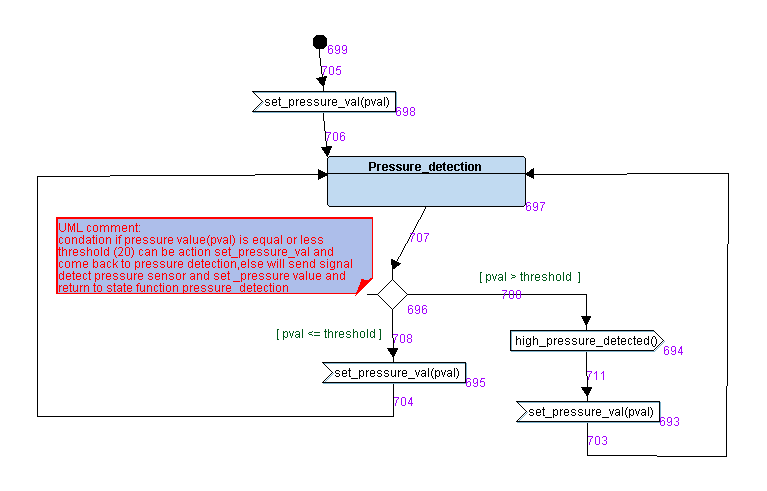 699
705
set_pressure_val(pval)
698
706
Pressure_detection
697
UML comment:
condation if pressure value(pval) is equal or less
threshold (20) can be action set_pressure_val and
come back to pressure detection,else will send signal
detect pressure sensor and set _pressure value and
return to state function pressure_detection
707
[ pval > threshold ]
696
[ pval <= threshold ]
708
high_pressure_detected()
694
set_pressure_val(pval)
695
711
704
set_pressure_val(pval)
693
703